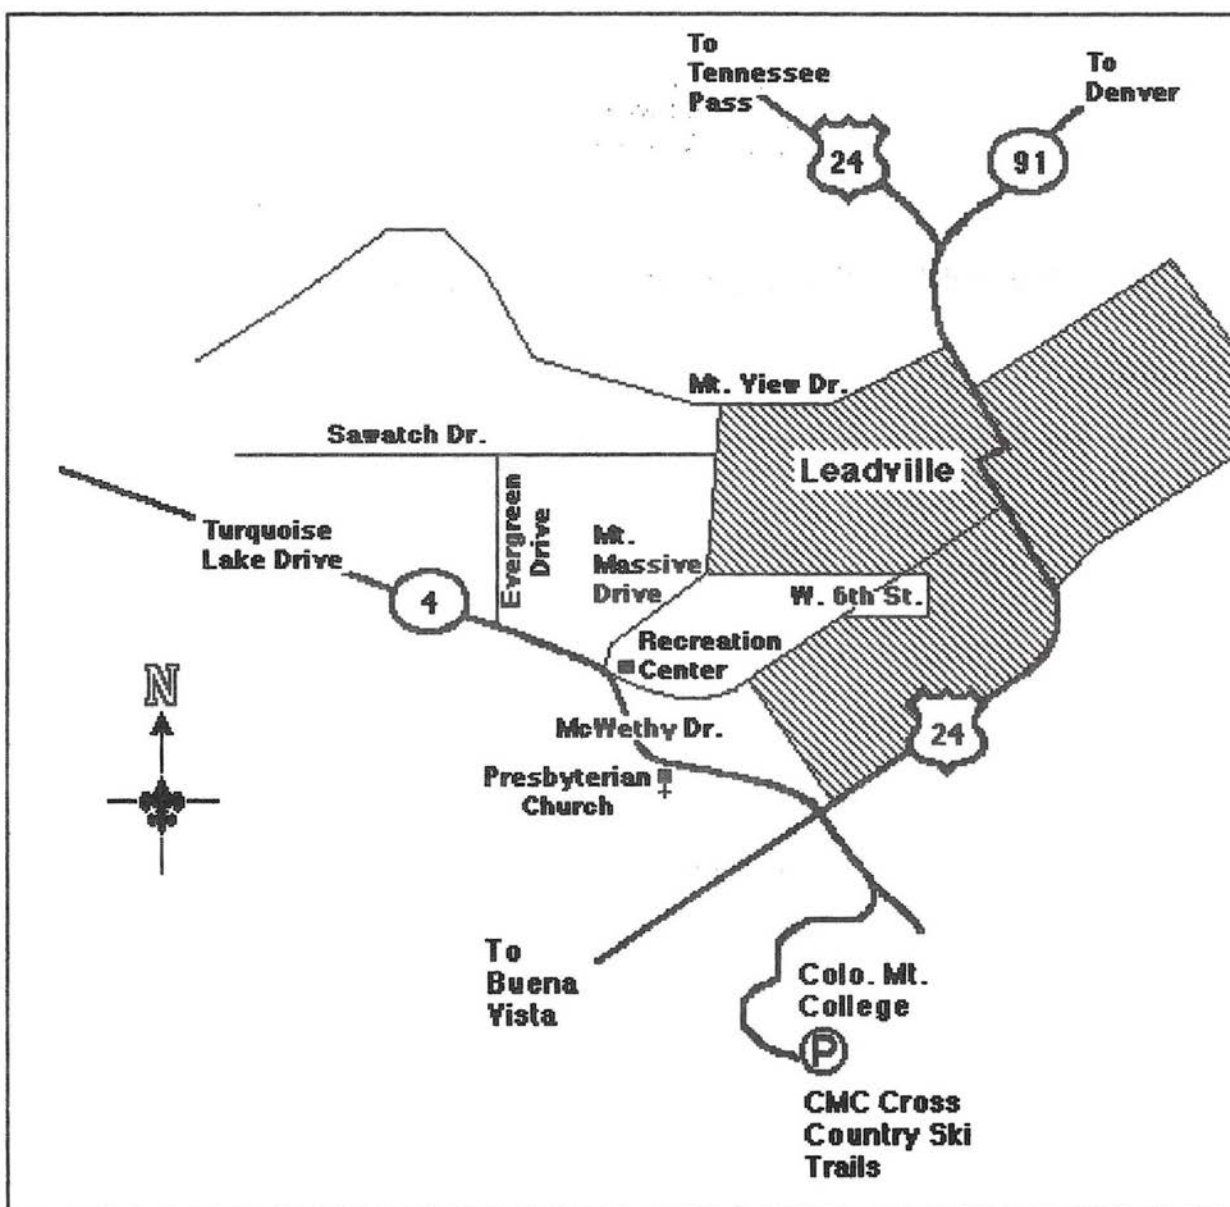 To
Tennessee
Pass
To
Denver
24
91
Mt. View Dr.
Sawatch Dr.
Leadville
Turquoise
Lake Drive
Evergreen
Drive
Mt.
Massive
Drive
4
W. 6th St.
Recreation
Center
N
McWethy Dr.
24
Presbyterian
Church
To
Buena
Vista
Colo. Mt.
College
P
CMC Cross
Country Ski
Trails